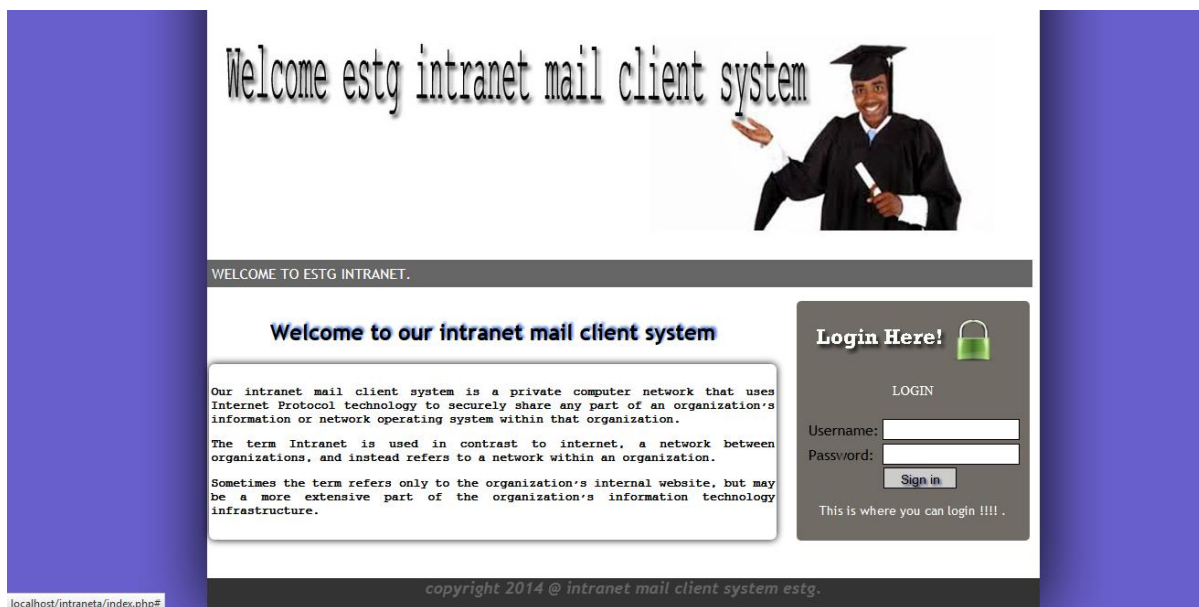 Welcome estg intranet mail client system
WELCOME TO ESTG INTRANET.
Welcome to our intranet mail client system
Our intranet mail client system is a private computer network that uses
Internet Protocol technology to securely share any part of an organization's
information or network operating system within that organization.
The term Intranet is used in contrast to internet, a network between
organizations, and instead refers to a network within an organization.
Sometimes the term refers only to the organization's internal website, but may
be a more extensive part of the organization's information technology
infrastructure.
Login Here!
LOGIN
Username:
Password:
Sign in
This is where you can login !!!! .
copyright 2014 @ intranet mail client system estg.
localhost/intraneta/index.php#